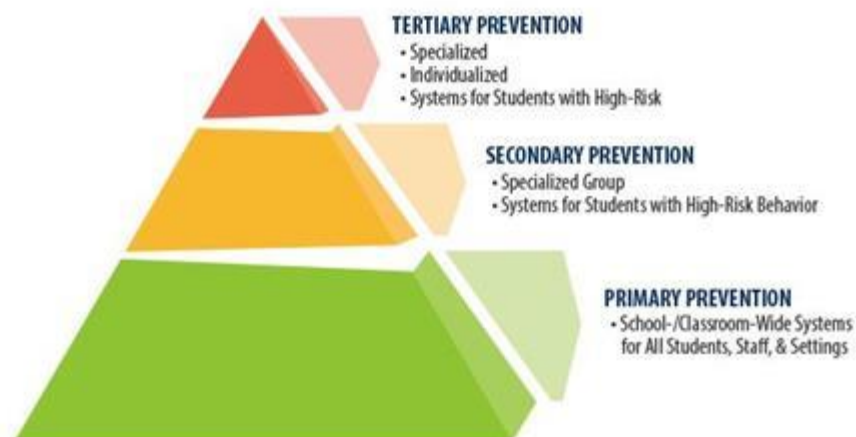 TERTIARY PREVENTION
• Specialized
• Individualized
• Systems for Students with High-Risk
SECONDARY PREVENTION
• Specialized Group
• Systems for Students with High-Risk Behavior
PRIMARY PREVENTION
• School-/Classroom-Wide Systems
for All Students, Staff, & Settings